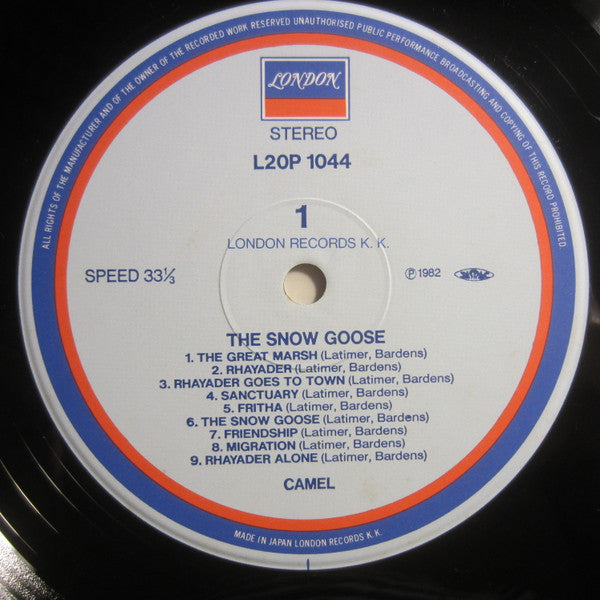 ALL RIGHTS OF THE MANUFACTURER AND OF THE OWNER OF THE RECORDED WORK RESERVED UNAUTHORISED PUBLIC PERFORMANCE BROADCASTING AND COPYING OF THIS RECORD PROHIBITED
LONDON
STEREO
L20P 1044
1
LONDON RECORDS K. K.
SPEED 33⅓
Ⓟ1982
THE SNOW GOOSE
1. THE GREAT MARSH (Latimer, Bardens)
2. RHAYADER (Latimer, Bardens)
3. RHAYADER GOES TO TOWN (Latimer, Bardens)
4. SANCTUARY (Latimer, Bardens)
5. FRITHA (Latimer, Bardens)
6. THE SNOW GOOSE (Latimer, Bardens)
7. FRIENDSHIP (Latimer, Bardens)
8. MIGRATION (Latimer, Bardens)
9. RHAYADER ALONE (Latimer, Bardens)
CAMEL
MADE IN JAPAN LONDON RECORDS K. K.